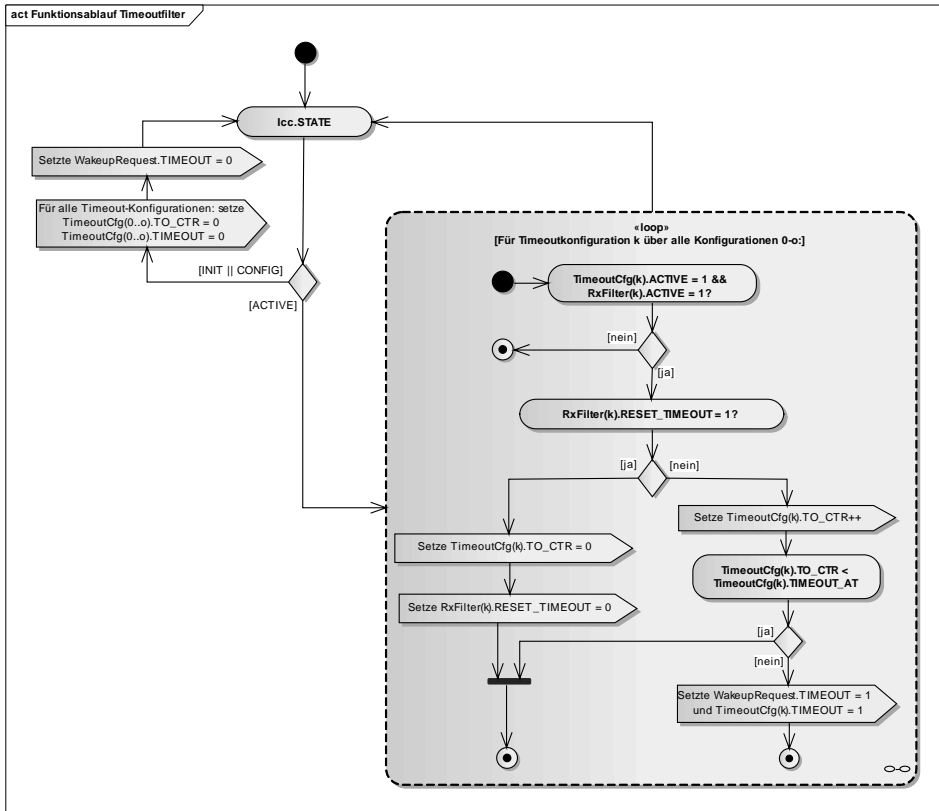 act Funktionsablauf Timeoutfilter
Icc.STATE
Setzte WakeupRequest.TIMEOUT = 0
Für alle Timeout-Konfigurationen: setze
TimeoutCfg(0..o).TO_CTR = 0
TimeoutCfg(0..o).TIMEOUT = 0
[INIT || CONFIG]
[ACTIVE]
«loop»
[Für Timeoutkonfiguration k über alle Konfigurationen 0-o:]
TimeoutCfg(k).ACTIVE = 1 &&
RxFilter(k).ACTIVE = 1?
[nein]
[ja]
RxFilter(k).RESET_TIMEOUT = 1?
[ja]
[nein]
Setze TimeoutCfg(k).TO_CTR = 0
Setze RxFilter(k).RESET_TIMEOUT = 0
Setze TimeoutCfg(k).TO_CTR++
TimeoutCfg(k).TO_CTR <
TimeoutCfg(k).TIMEOUT_AT
[ja]
[nein]
Setzte WakeupRequest.TIMEOUT = 1
und TimeoutCfg(k).TIMEOUT = 1